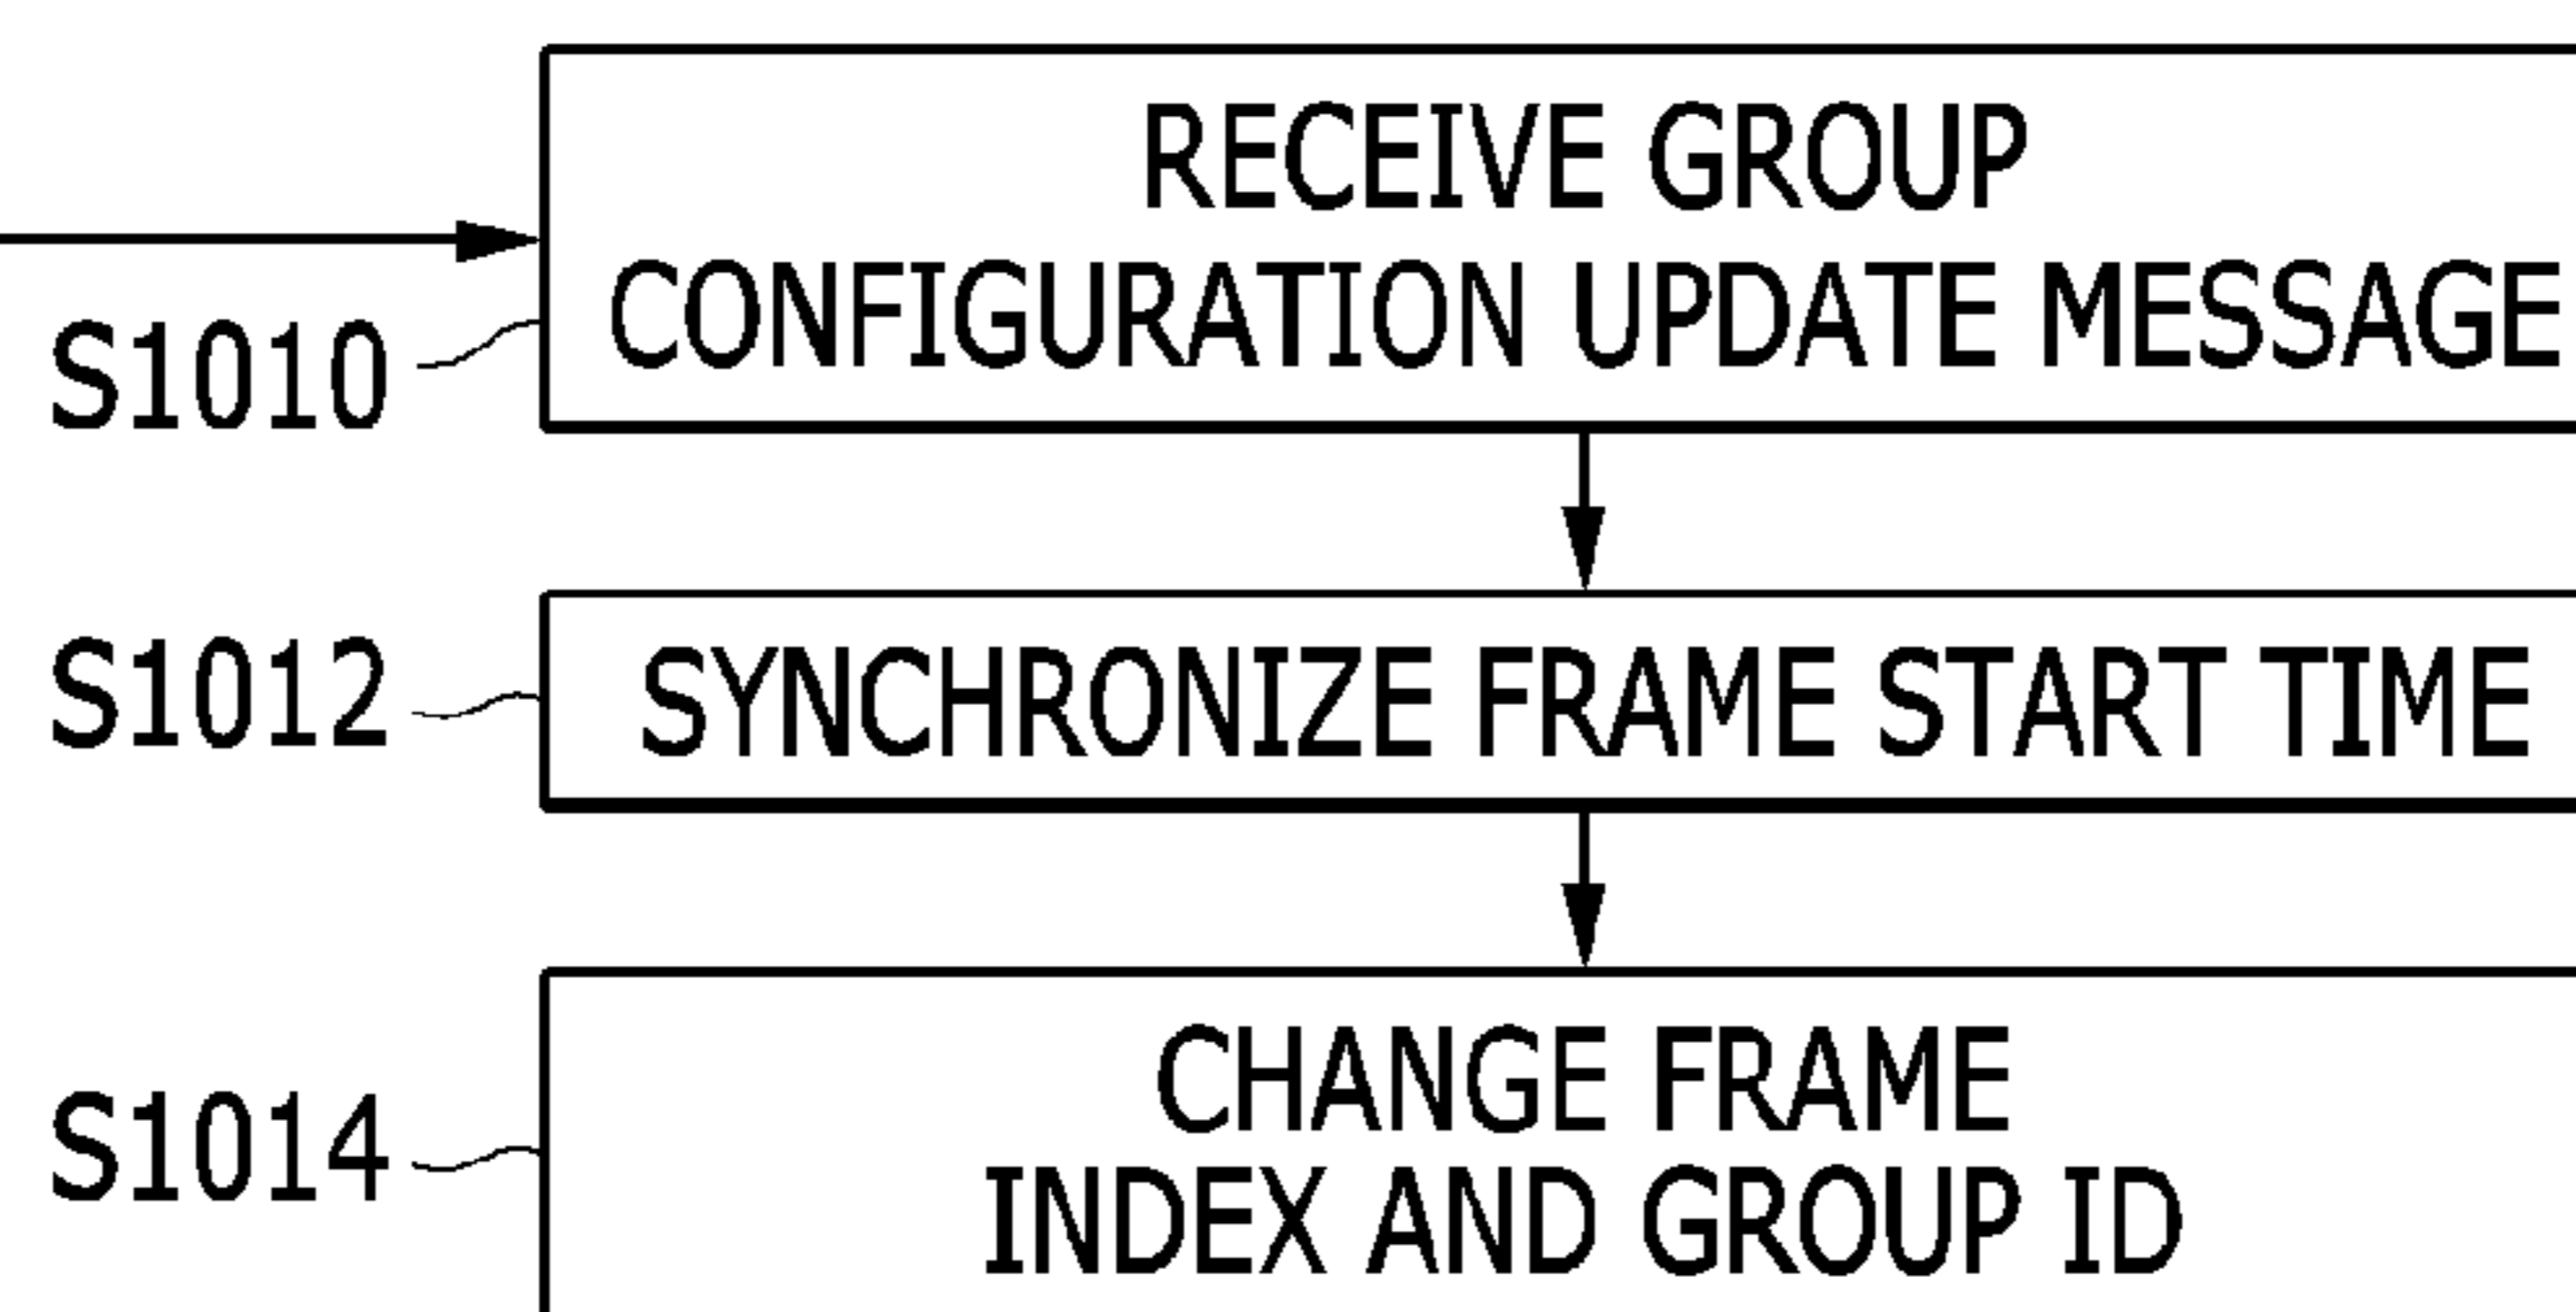 RECEIVE GROUP
CONFIGURATION UPDATE MESSAGE
S1010
S1012
SYNCHRONIZE FRAME START TIME
CHANGE FRAME
S1014
INDEX AND GROUP ID